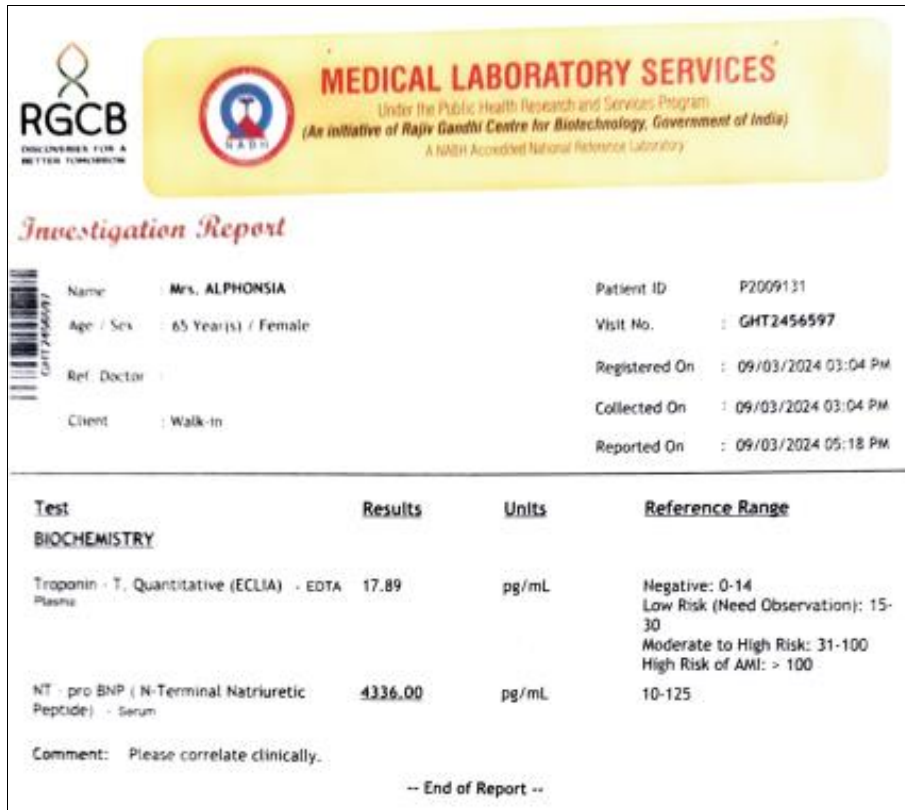 RGCB
DISCOVERIES FOR A
BETTER TOMORROW
NABH
MEDICAL LABORATORY SERVICES
Under the Public Health Research and Services Program
(An initiative of Rajiv Gandhi Centre for Biotechnology, Government of India)
A NABH Accredited National Reference Laboratory
Investigation Report
GHT2456597
Name : Mrs. ALPHONSIA
Patient ID P2009131
Age / Sex : 65 Year(s) / Female
Visit No. : GHT2456597
Ref. Doctor :
Registered On : 09/03/2024 03:04 PM
Client : Walk-in
Collected On : 09/03/2024 03:04 PM
Reported On : 09/03/2024 05:18 PM
Test Results Units Reference Range
BIOCHEMISTRY
Troponin - T, Quantitative (ECLIA) - EDTA 17.89 pg/mL Negative: 0-14
Plasma Low Risk (Need Observation): 15-
30
Moderate to High Risk: 31-100
High Risk of AMI: > 100
NT - pro BNP ( N-Terminal Natriuretic 4336.00 pg/mL 10-125
Peptide) - Serum
Comment: Please correlate clinically.
-- End of Report --